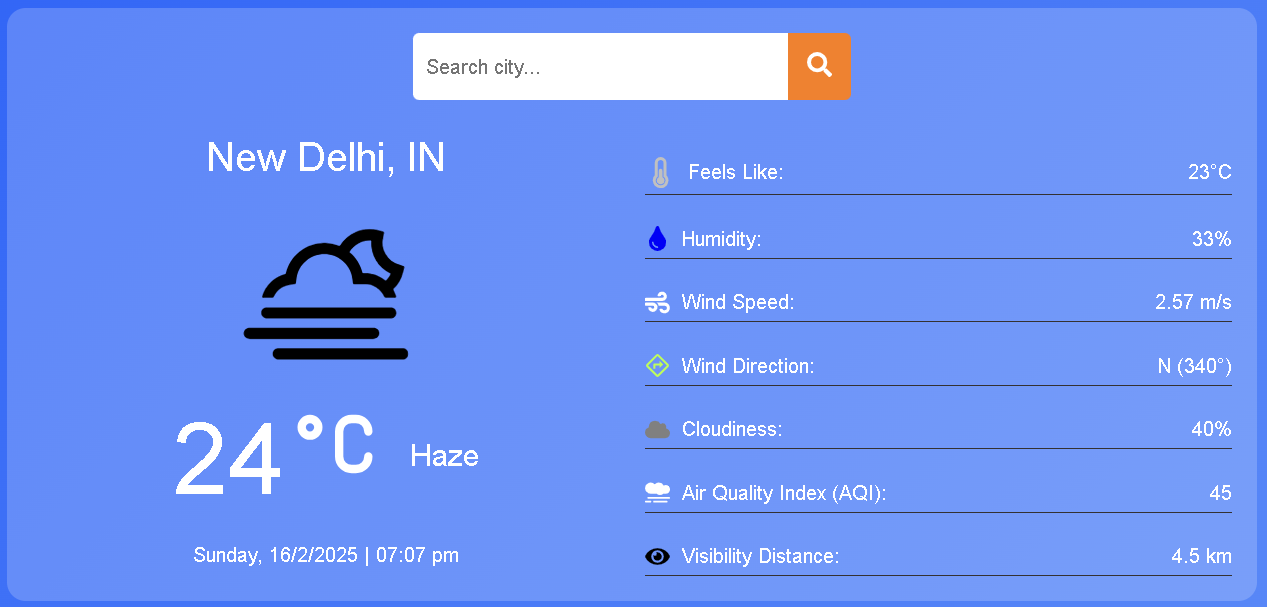 Search city...
New Delhi, IN
24 °C Haze
Sunday, 16/2/2025 | 07:07 pm
Feels Like: 23°C
Humidity: 33%
Wind Speed: 2.57 m/s
Wind Direction: N (340°)
Cloudiness: 40%
Air Quality Index (AQI): 45
Visibility Distance: 4.5 km